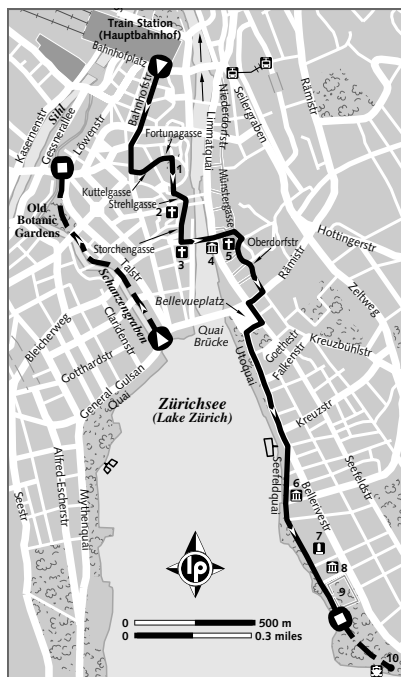 Train Station
(Hauptbahnhof)
Bahnhofplatz
Bahnhofstr
Sihl
Kasernenstr
Gessnerallee
Löwenstr
Fortunagasse
Limmatquai
Niederdorfstr
Seilergraben
Rämistr
1
Kuttelgasse
Strehlgasse
2
Münstergasse
Old
Botanic
Gardens
Storchengasse
3
4
5
Oberdorfstr
Hottingerstr
Talstr
Schanzengraben
Rämistr
Zeltweg
Bellevueplatz
Bleicherweg
Claridenstr
Quai
Brücke
Goethestr
Falkenstr
Kreuzbühlstr
Gotthardstr
General Guisan
Quai
Utoquai
Zürichsee
(Lake Zürich)
Kreuzstr
Seefeldquai
Seefeldstr
Alfred-Escherstr
Mythenquai
Seestr
6
Bellerivestr
7
8
lp
9
0 500 m
0 0.3 miles
10